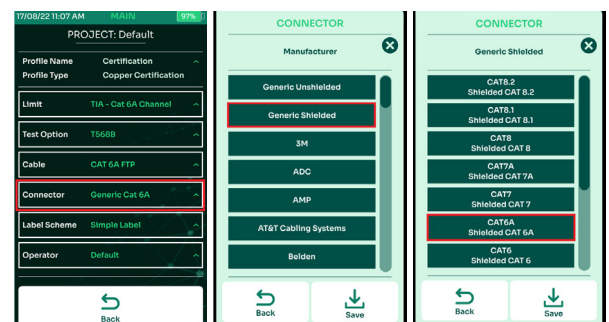 17/08/22 11:07 AM MAIN 97%
PROJECT: Default
Profile Name Certification
Profile Type Copper Certification
Limit TIA - Cat 6A Channel
Test Option T568B
Cable CAT 6A FTP
Connector Generic Cat 6A
Label Scheme Simple Label
Operator Default
Back
CONNECTOR
Manufacturer
Generic Unshielded
Generic Shielded
3M
ADC
AMP
AT&T Cabling Systems
Belden
Back Save
CONNECTOR
Generic Shielded
CAT8.2
Shielded CAT 8.2
CAT8.1
Shielded CAT 8.1
CAT8
Shielded CAT 8
CAT7A
Shielded CAT 7A
CAT7
Shielded CAT 7
CAT6A
Shielded CAT 6A
CAT6
Shielded CAT 6
Back Save